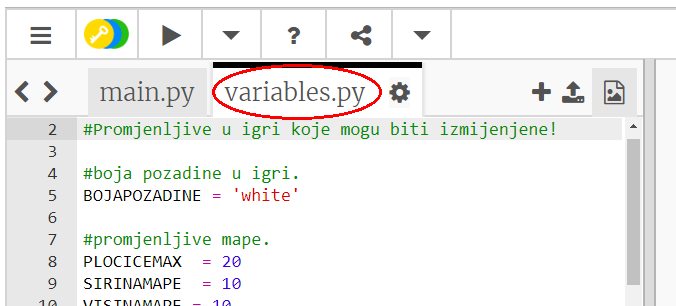 ?
main.py variables.py
2 #Promjenljive u igri koje mogu biti izmijenjene!
3
4 #boja pozadine u igri.
5 BOJAPOZADINE = 'white'
6
7 #promjenljive mape.
8 PLOCICEMAX = 20
9 SIRINAMAPE = 10
10 VISINAMAPE = 10